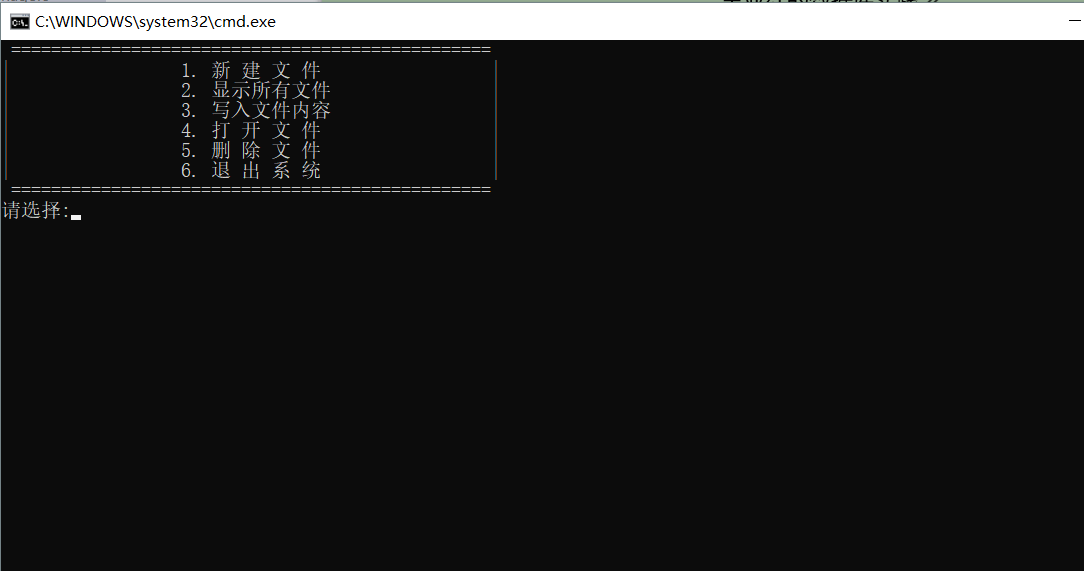 C:\WINDOWS\system32\cmd.exe
================================================
1. 新 建 文 件
2. 显示所有文件
3. 写入文件内容
4. 打 开 文 件
5. 删 除 文 件
6. 退 出 系 统
================================================
请选择: